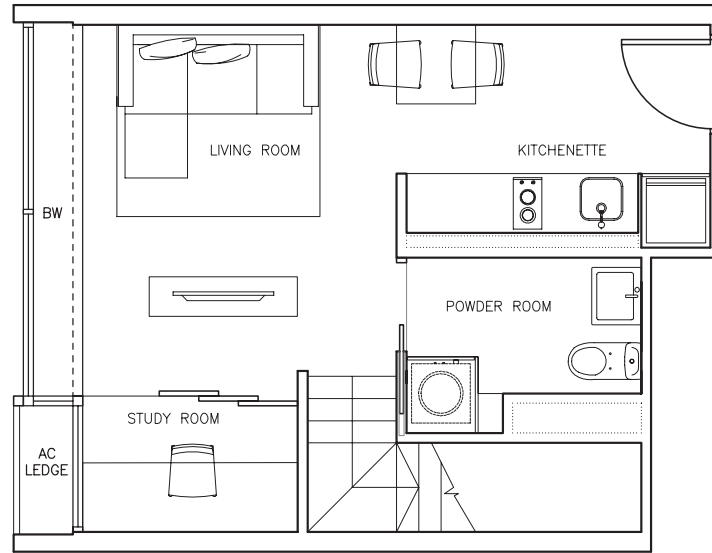 LIVING ROOM
KITCHENETTE
BW
POWDER ROOM
STUDY ROOM
AC
LEDGE